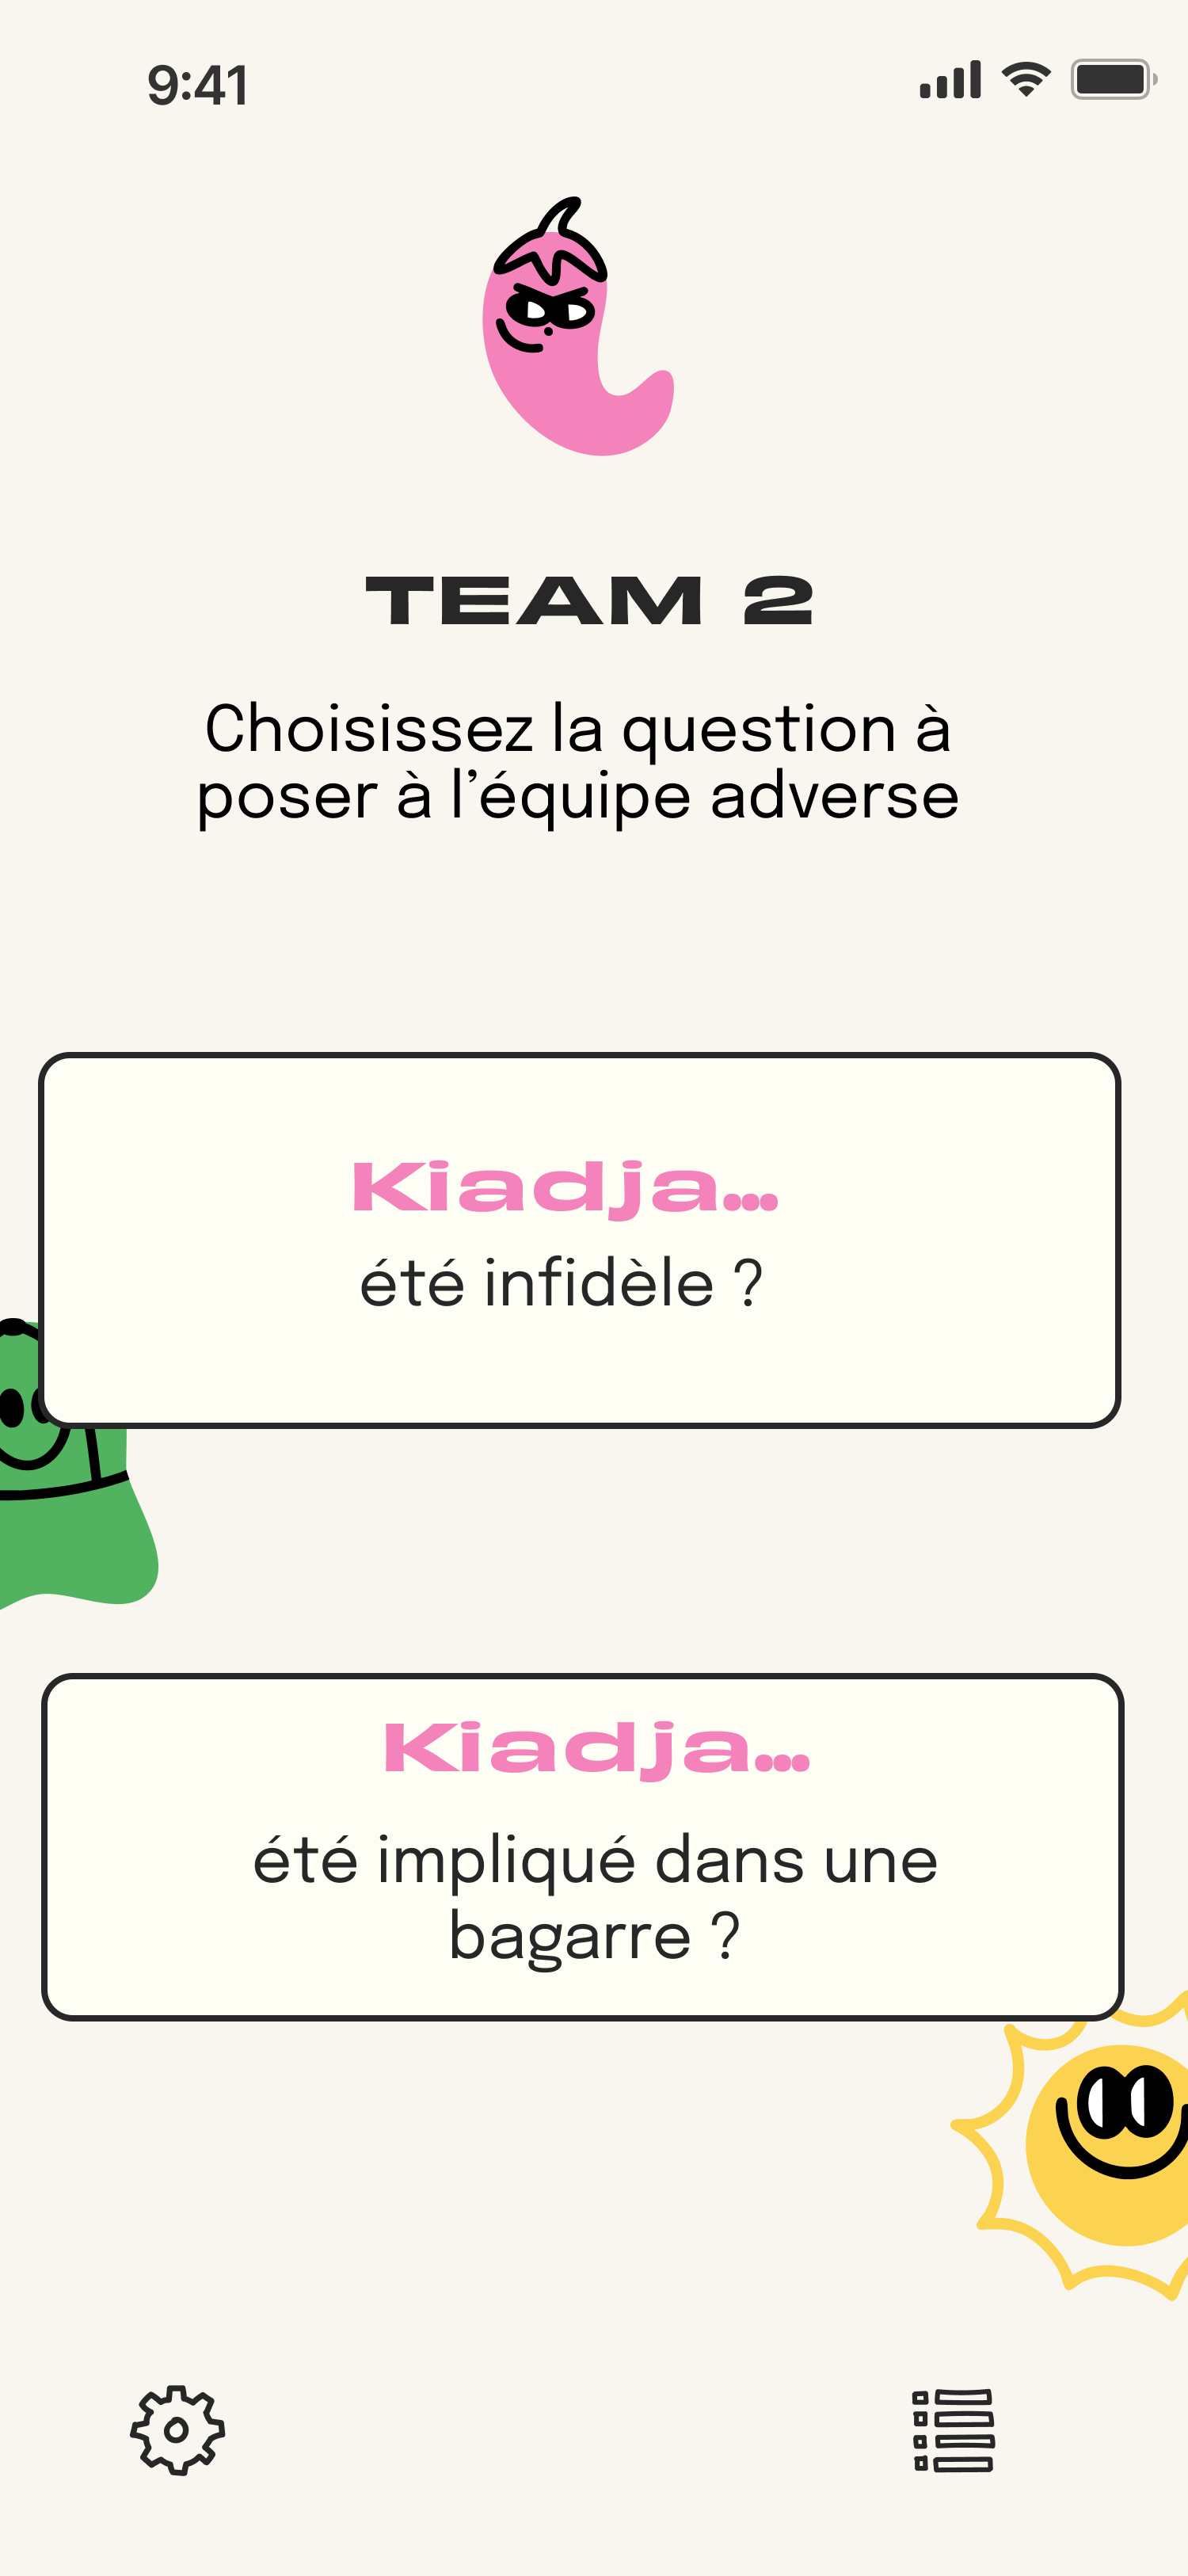 9:41
TEAM 2
Choisissez la question à
poser à l’équipe adverse
Kiadja...
été infidèle ?
Kiadja...
été impliqué dans une
bagarre ?